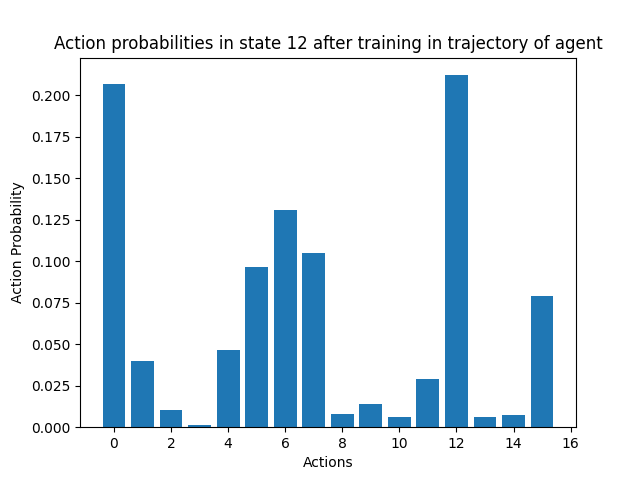 Action probabilities in state 12 after training in trajectory of agent
0.200
0.175
0.150
0.125
0.100
0.075
0.050
0.025
0.000
Action Probability
0 2 4 6 8 10 12 14 16
Actions